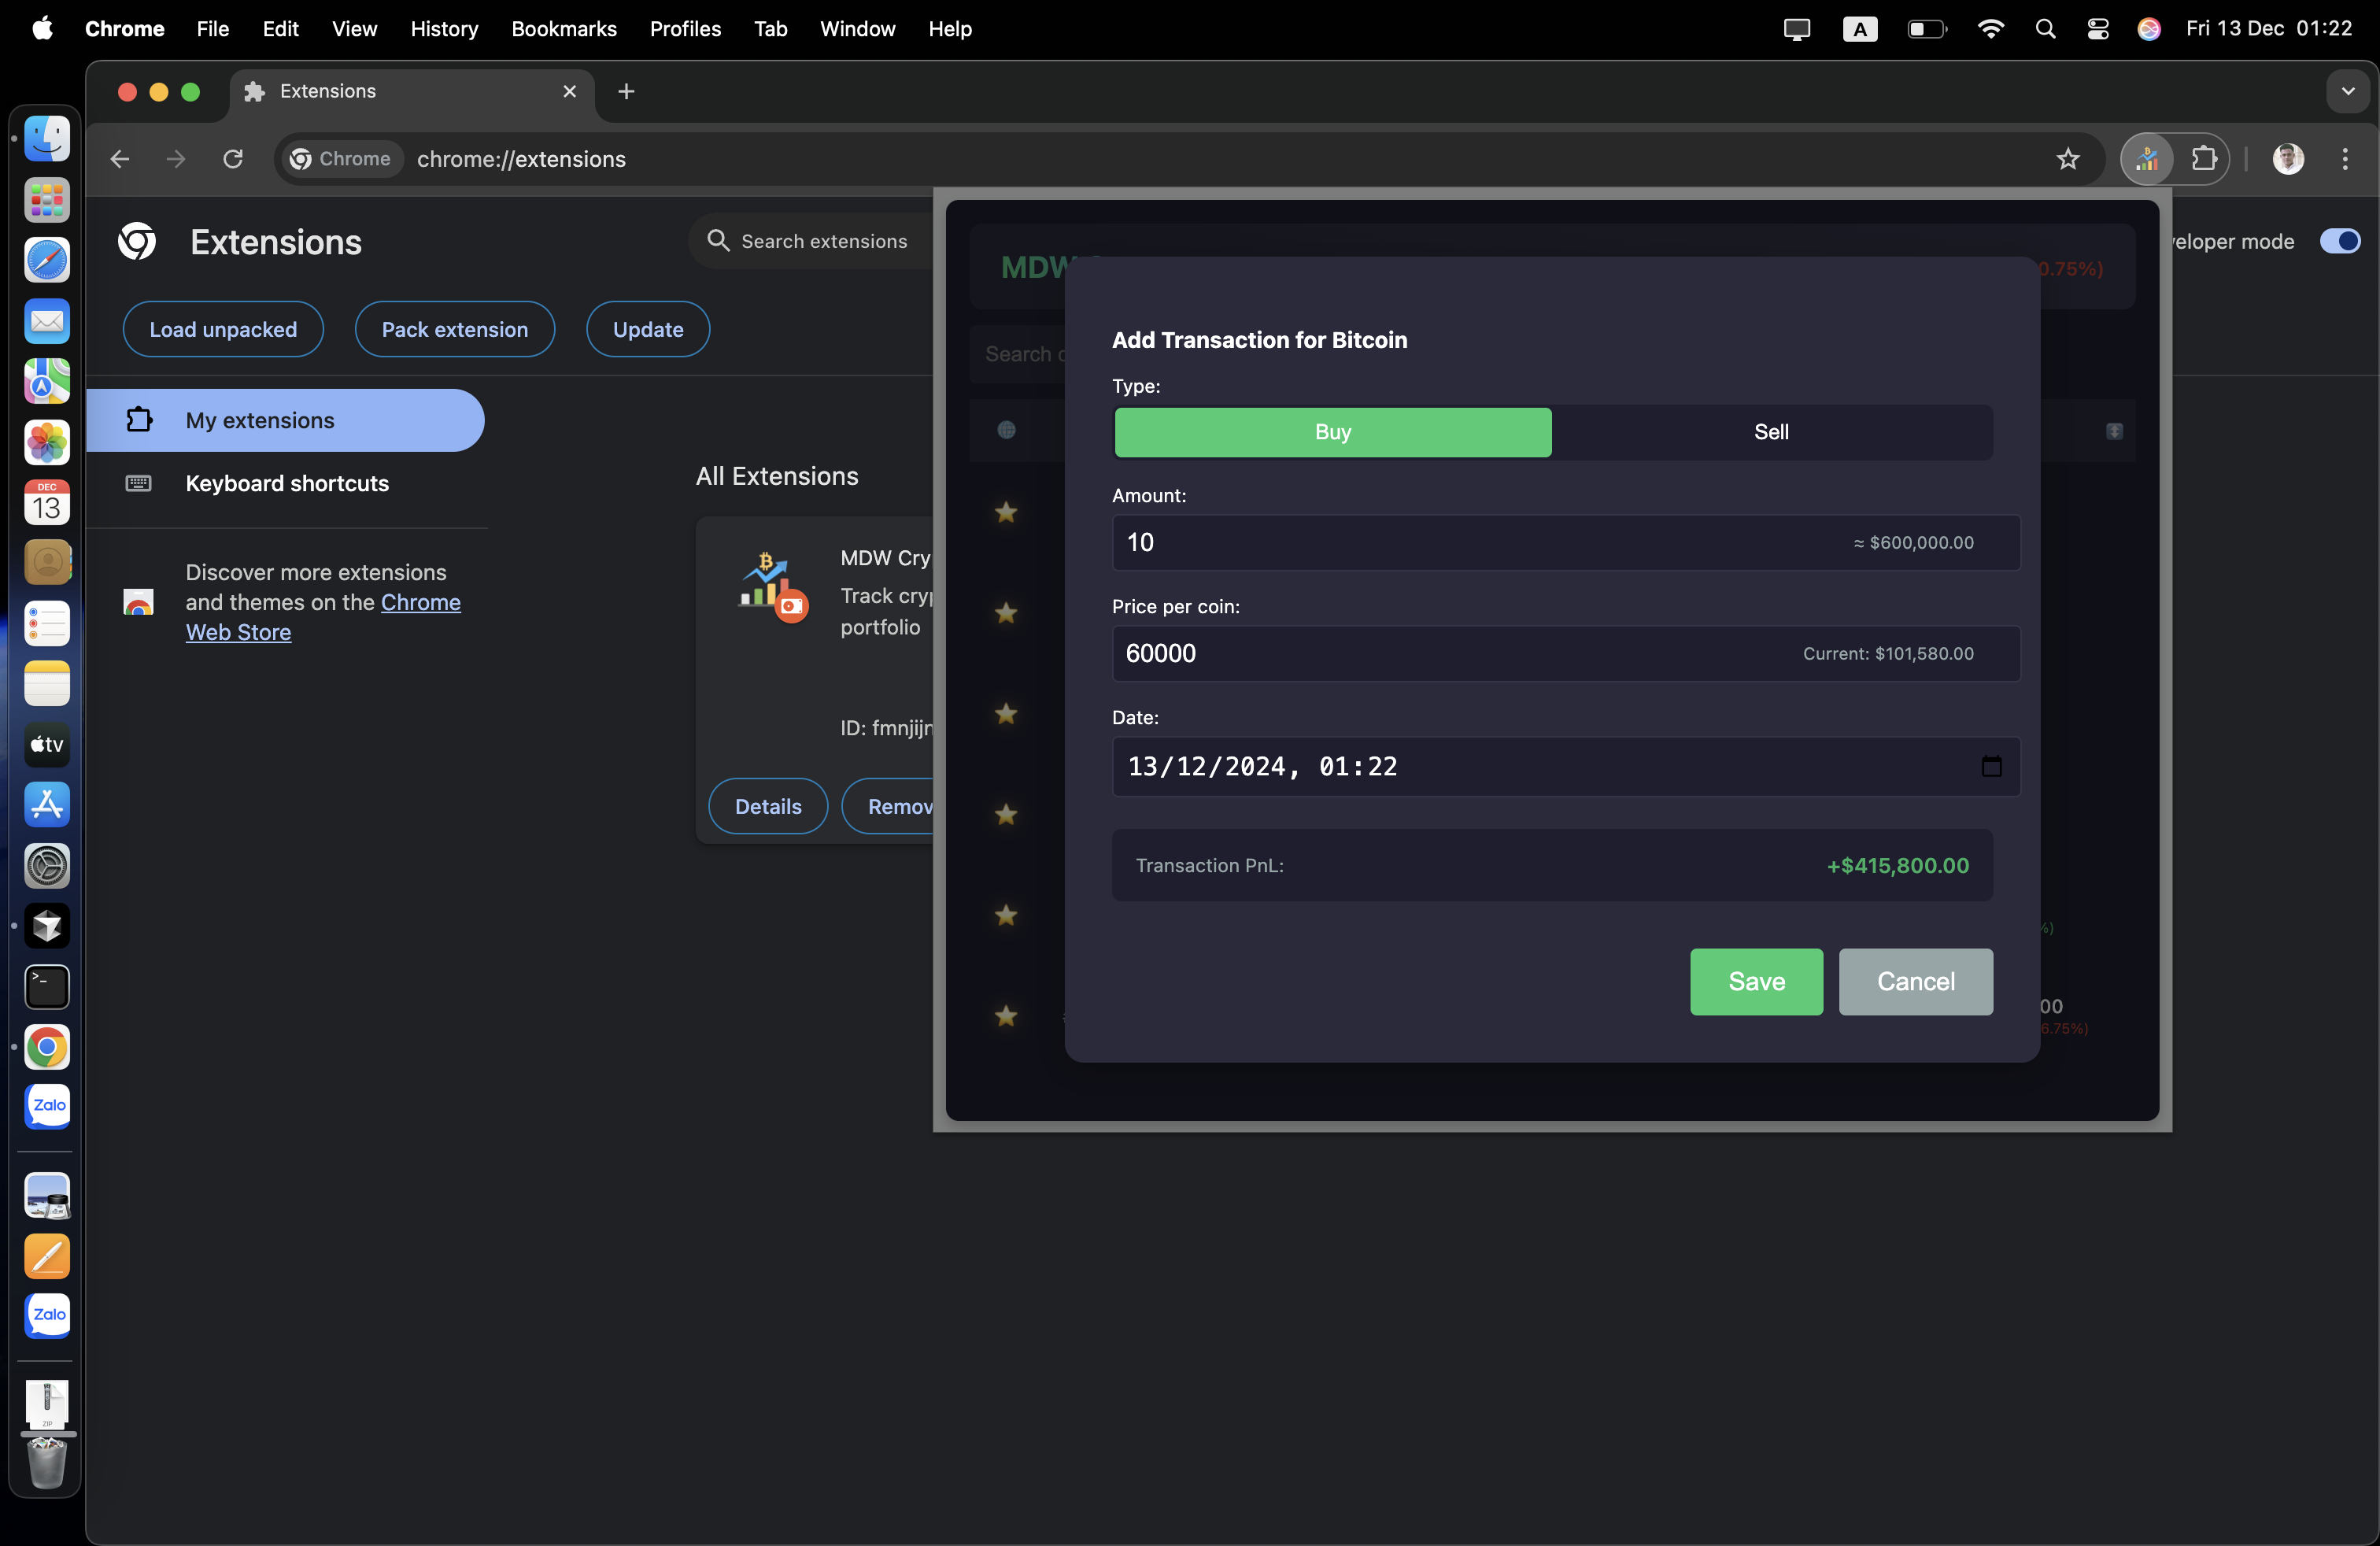 Chrome File Edit View History Bookmarks Profiles Tab Window Help A Fri 13 Dec 01:22
Extensions
Chrome chrome://extensions
Extensions
Search extensions
eloper mode
Load unpacked Pack extension Update
My extensions
Keyboard shortcuts
Discover more extensions
and themes on the Chrome
Web Store
All Extensions
MDW Cry
Track cryp
portfolio
ID: fmnjijn
Details Remov
MDW
0.75%)
Search
Add Transaction for Bitcoin
Type:
Buy Sell
Amount:
10 ≈ $600,000.00
Price per coin:
60000 Current: $101,580.00
Date:
13/12/2024, 01:22
Transaction PnL: +$415,800.00
Save Cancel
%)
00
6.75%)
DEC
13
tv
>_
Zalo
Zalo
ZIP